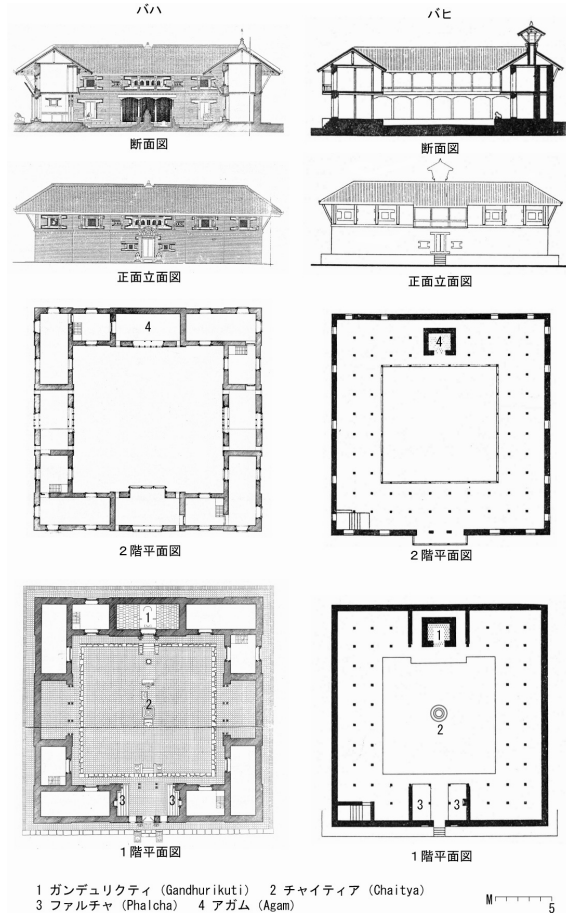 バハ
バヒ
断面図
断面図
正面立面図
正面立面図
4
4
2階平面図
2階平面図
1
2
3
3
1
2
3
3
1階平面図
1階平面図
1 ガンデュリクティ (Gandhurikuti)　2 チャイティア (Chaitya)
3 ファルチャ (Phalcha)　4 アガム (Agam)
M 5